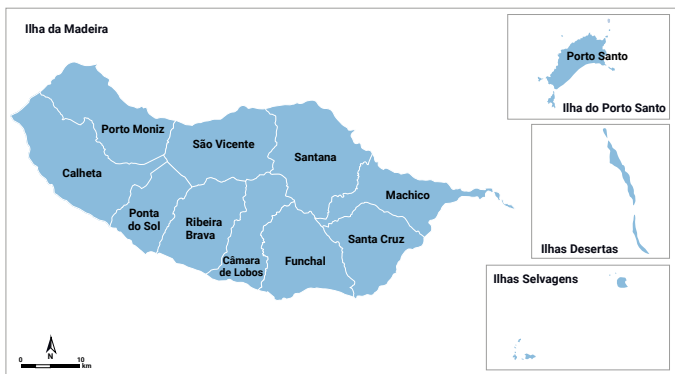 Ilha da Madeira
Porto Santo
Ilha do Porto Santo
Porto Moniz
São Vicente
Santana
Calheta
Machico
Ponta
do Sol
Ribeira
Brava
Santa Cruz
Câmara
de Lobos
Funchal
Ilhas Desertas
Ilhas Selvagens
N
0 10
km